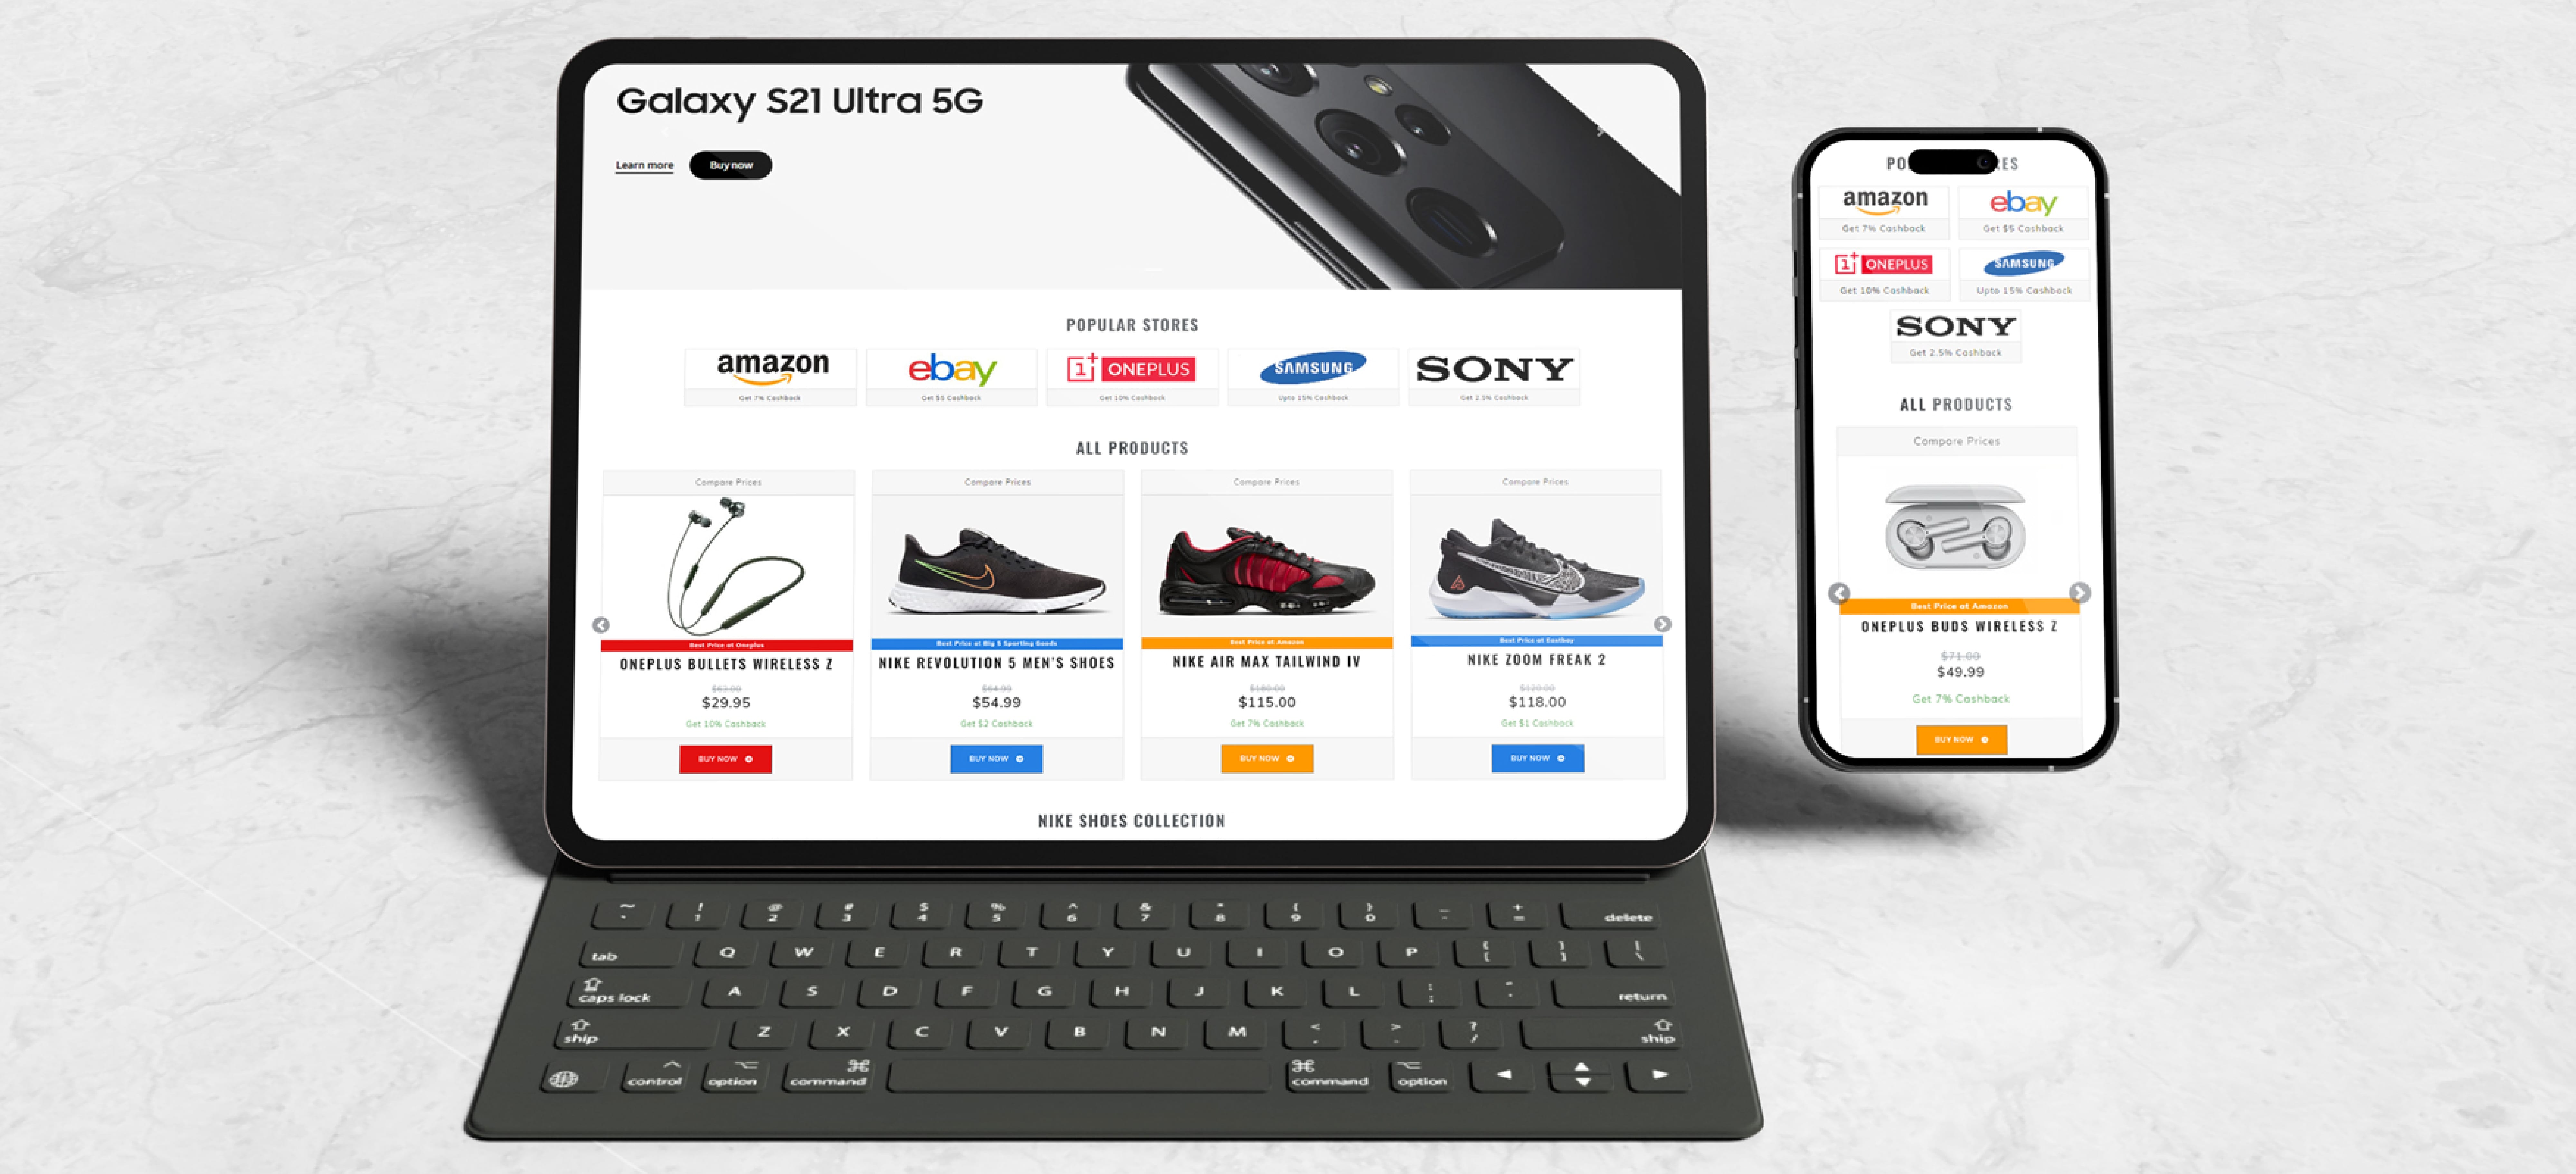 Galaxy S21 Ultra 5G
Learn more
Buy now
POPULAR STORES
amazon
ebay
1+ ONEPLUS
SAMSUNG
SONY
Get 7% Cashback
Get $5 Cashback
Get 10% Cashback
Upto 15% Cashback
Get 2.5% Cashback
ALL PRODUCTS
Compare Prices
Compare Prices
Compare Prices
Compare Prices
Best Price at Oneplus
Best Price at Big 5 Sporting Goods
Best Price at Amazon
Best Price at Eastbay
ONEPLUS BULLETS WIRELESS Z
NIKE REVOLUTION 5 MEN'S SHOES
NIKE AIR MAX TAILWIND IV
NIKE ZOOM FREAK 2
$63.00
$64.99
$180.00
$120.00
$29.95
$54.99
$115.00
$118.00
Get 10% Cashback
Get $2 Cashback
Get 7% Cashback
Get $1 Cashback
BUY NOW
BUY NOW
BUY NOW
BUY NOW
NIKE SHOES COLLECTION
~ ! @ # $ % ^ & * ( ) _ +
` 1 2 3 4 5 6 7 8 9 0 - = delete
tab Q W E R T Y U I O P { [ } ] | \
caps lock A S D F G H J K L : ; " ' return
ship Z X C V B N M < , > . ? / ship
control option command command option
PO ES
amazon
ebay
Get 7% Cashback
Get $5 Cashback
1+ ONEPLUS
SAMSUNG
Get 10% Cashback
Upto 15% Cashback
SONY
Get 2.5% Cashback
ALL PRODUCTS
Compare Prices
Best Price at Amazon
ONEPLUS BUDS WIRELESS Z
$71.00
$49.99
Get 7% Cashback
BUY NOW